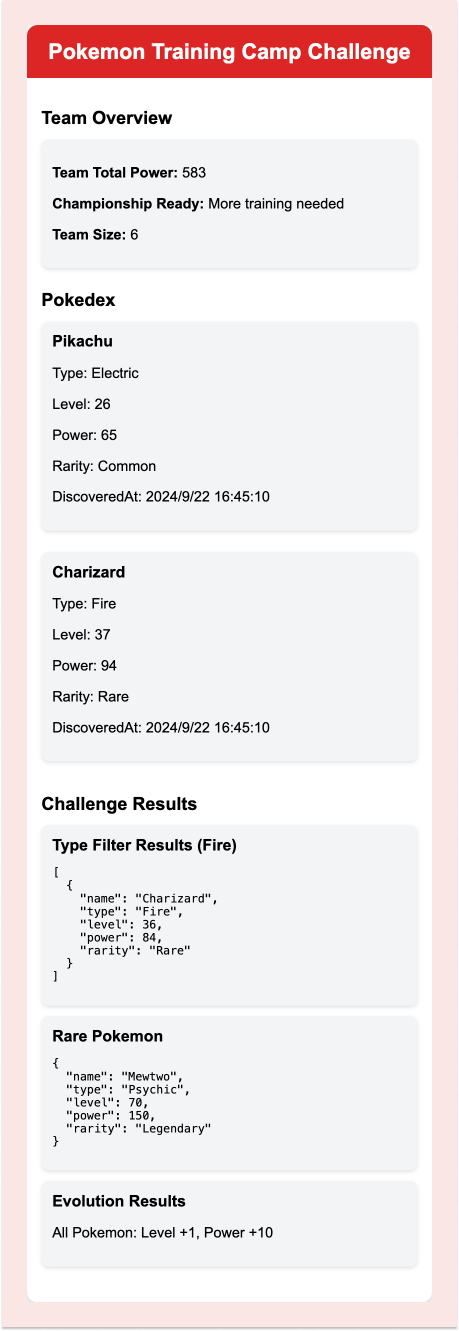 Pokemon Training Camp Challenge
Team Overview
Team Total Power: 583
Championship Ready: More training needed
Team Size: 6
Pokedex
Pikachu
Type: Electric
Level: 26
Power: 65
Rarity: Common
DiscoveredAt: 2024/9/22 16:45:10
Charizard
Type: Fire
Level: 37
Power: 94
Rarity: Rare
DiscoveredAt: 2024/9/22 16:45:10
Challenge Results
Type Filter Results (Fire)
[
  {
    "name": "Charizard",
    "type": "Fire",
    "level": 36,
    "power": 84,
    "rarity": "Rare"
  }
]
Rare Pokemon
{
  "name": "Mewtwo",
  "type": "Psychic",
  "level": 70,
  "power": 150,
  "rarity": "Legendary"
}
Evolution Results
All Pokemon: Level +1, Power +10